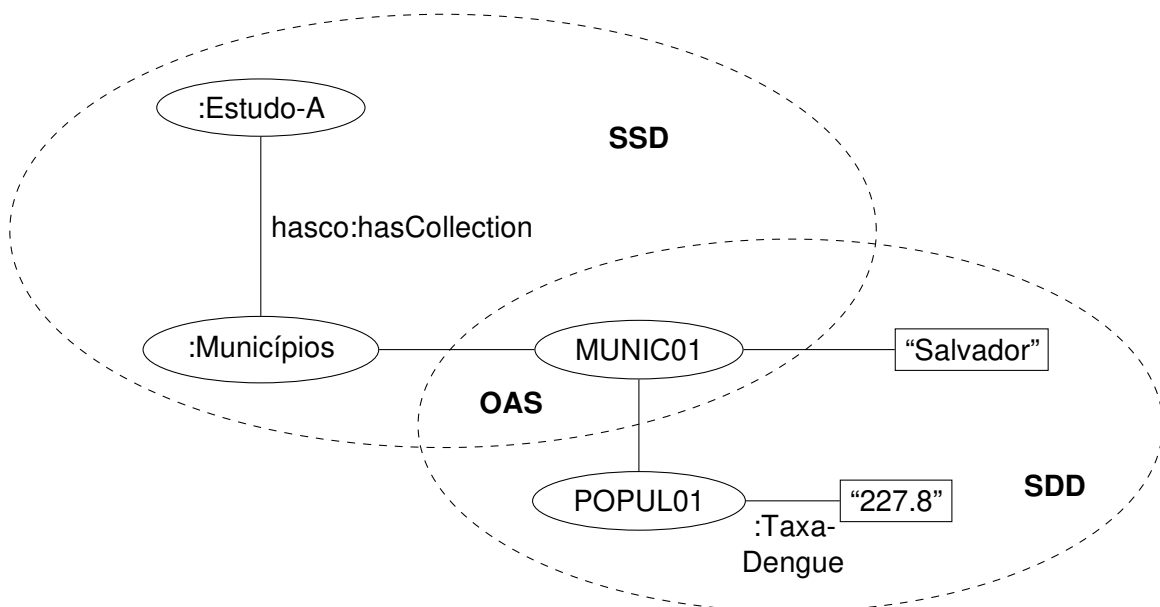 :Estudo-A
SSD
hasco:hasCollection
:Municípios
MUNIC01
“Salvador”
OAS
POPUL01
“227.8”
SDD
:Taxa-
Dengue